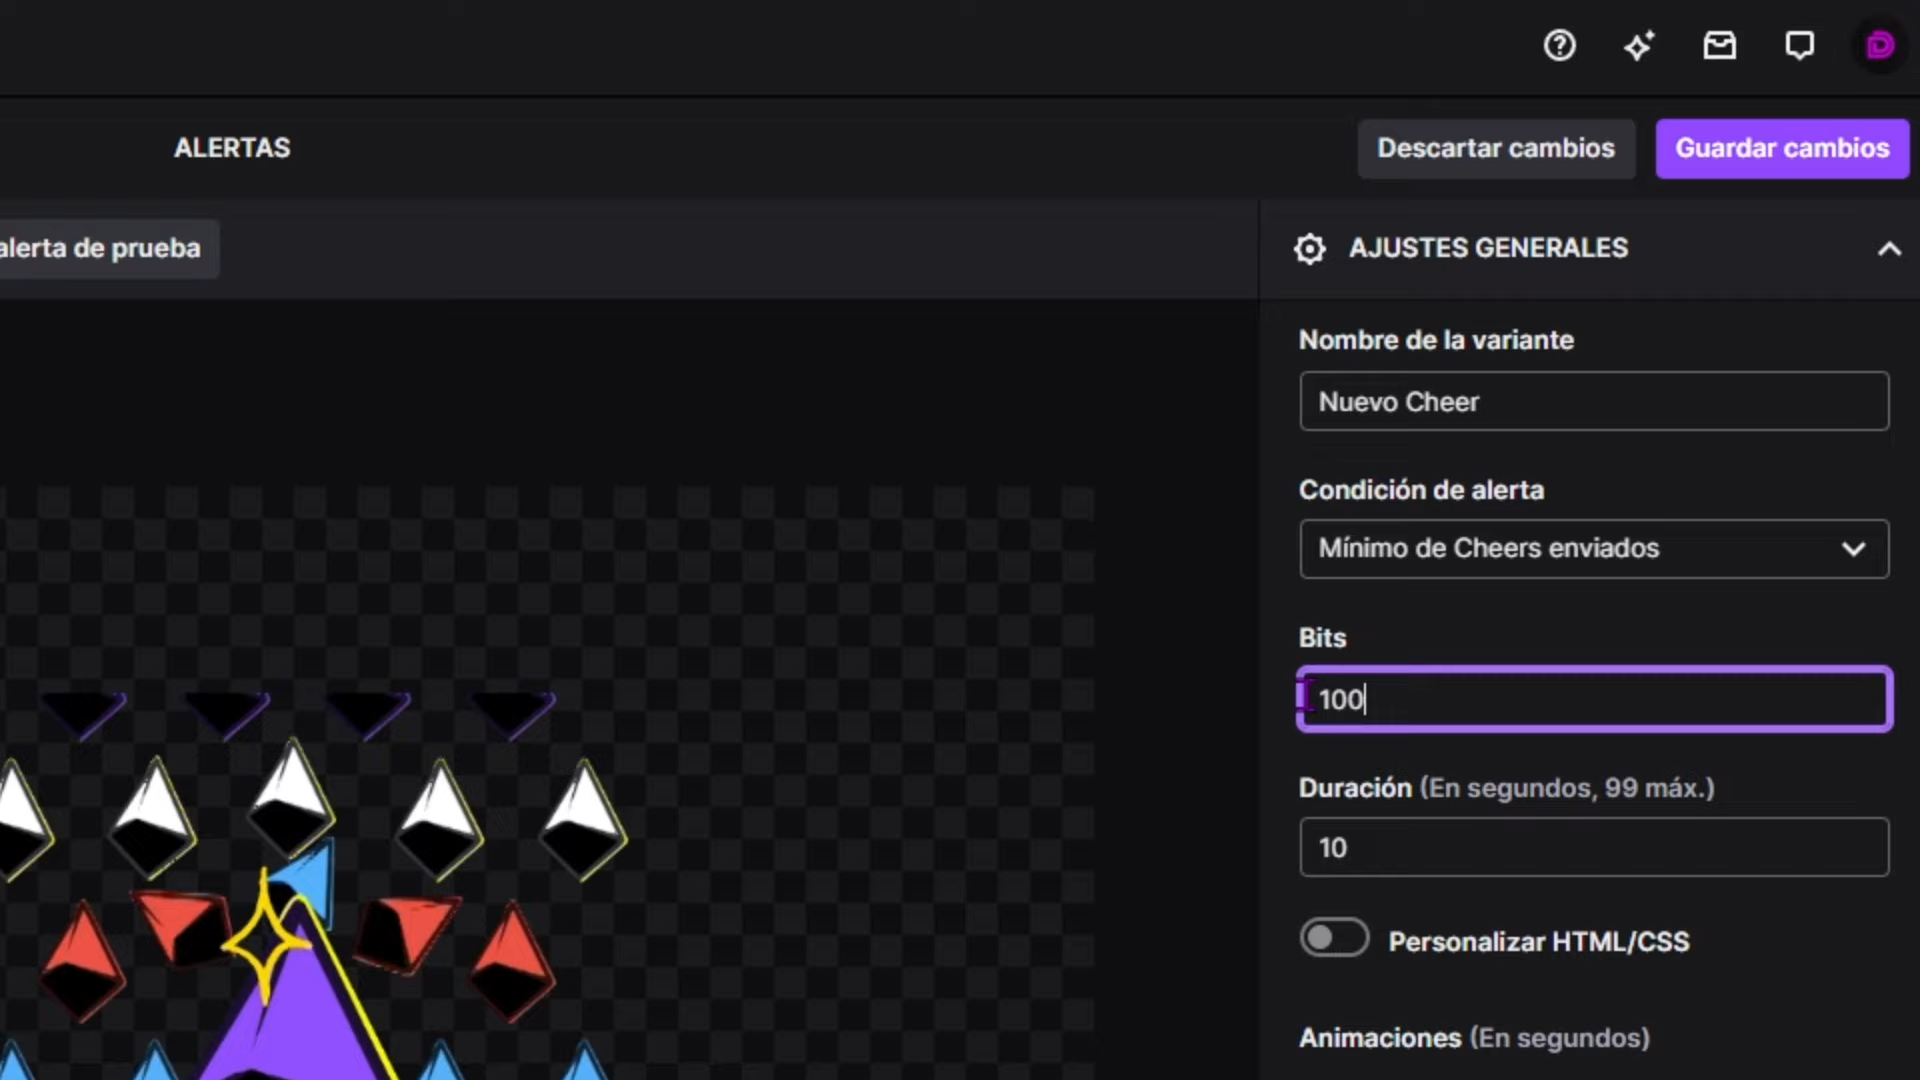 ALERTAS
Descartar cambios
Guardar cambios
alerta de prueba
AJUSTES GENERALES
Nombre de la variante
Nuevo Cheer
Condición de alerta
Mínimo de Cheers enviados
Bits
100
Duración (En segundos, 99 máx.)
10
Personalizar HTML/CSS
Animaciones (En segundos)